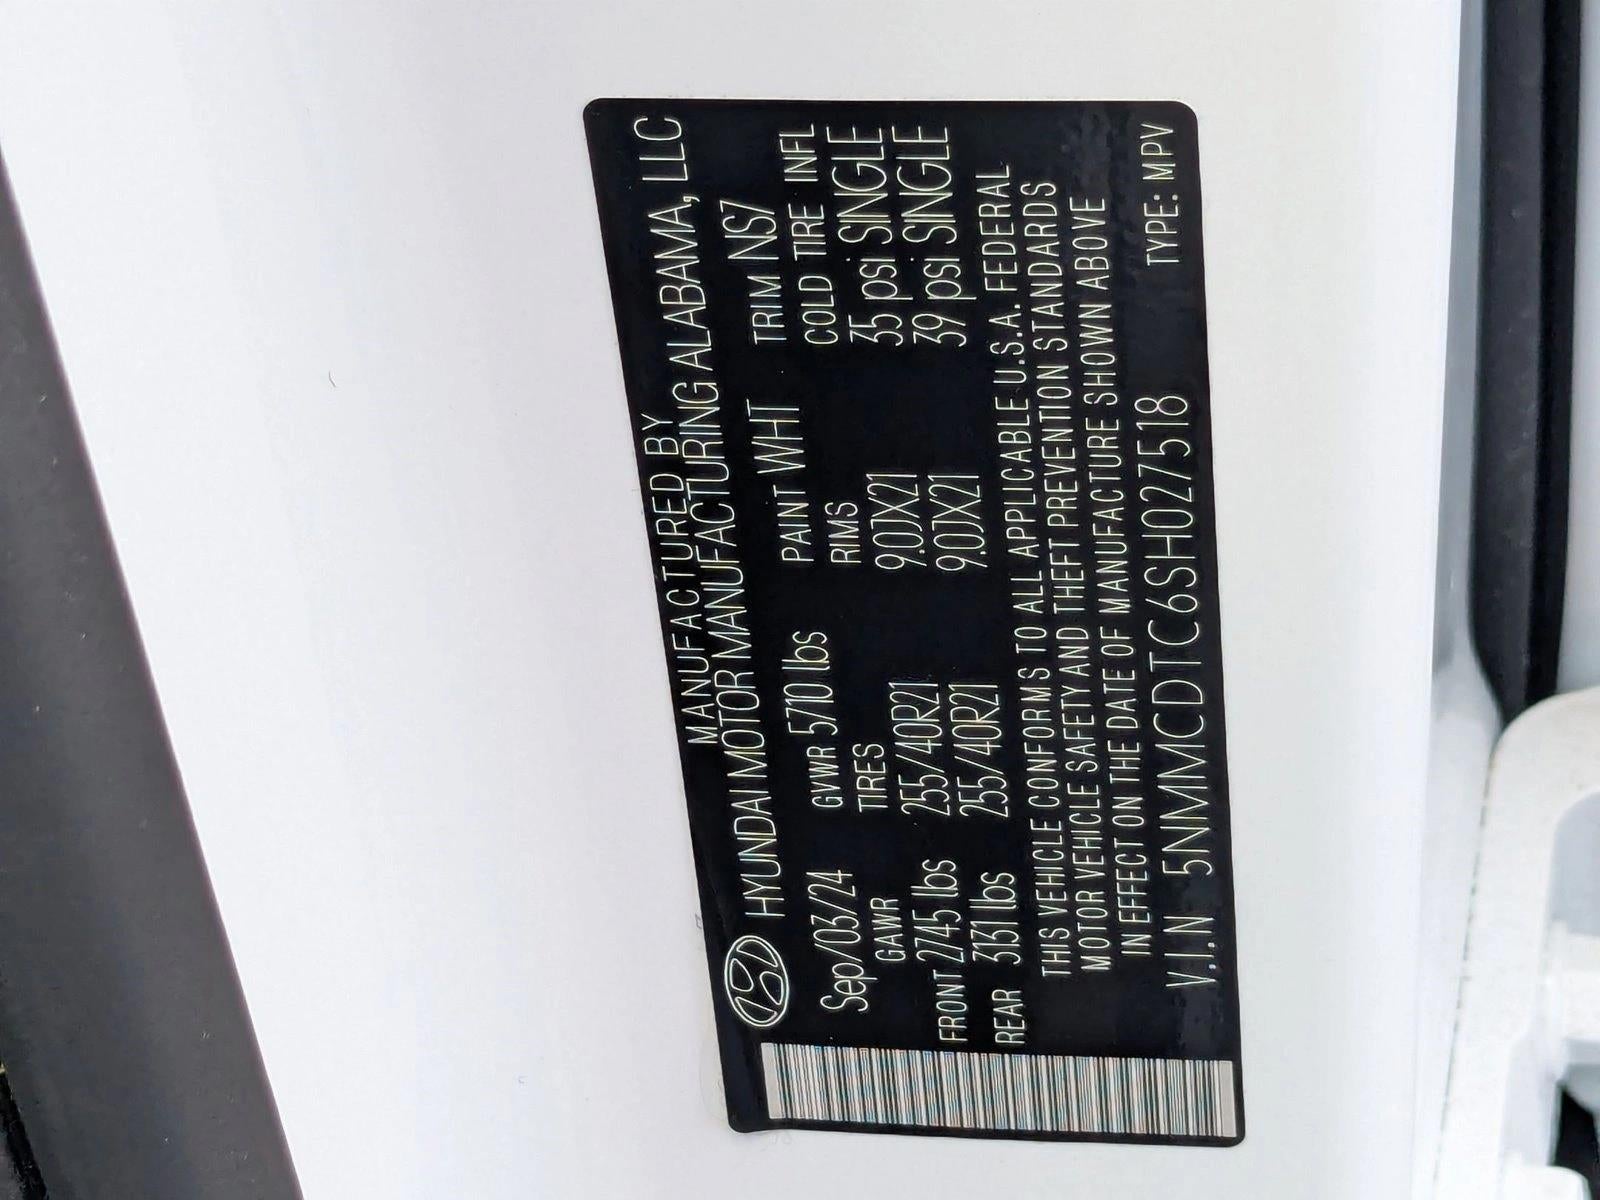 MANUFACTURED BY
HYUNDAI MOTOR MANUFACTURING ALABAMA, LLC
Sep/03/24 GVWR 5710 lbs PAINT WHT TRIM NS7
GAWR TIRES RIMS COLD TIRE INFL
FRONT 2745 lbs 255/40R21 9.0JX21 35 psi SINGLE
REAR 3131 lbs 255/40R21 9.0JX21 39 psi SINGLE
THIS VEHICLE CONFORMS TO ALL APPLICABLE U.S.A. FEDERAL
MOTOR VEHICLE SAFETY AND THEFT PREVENTION STANDARDS
IN EFFECT ON THE DATE OF MANUFACTURE SHOWN ABOVE
V.I.N 5NMMCDTC6SH027518 TYPE: MPV